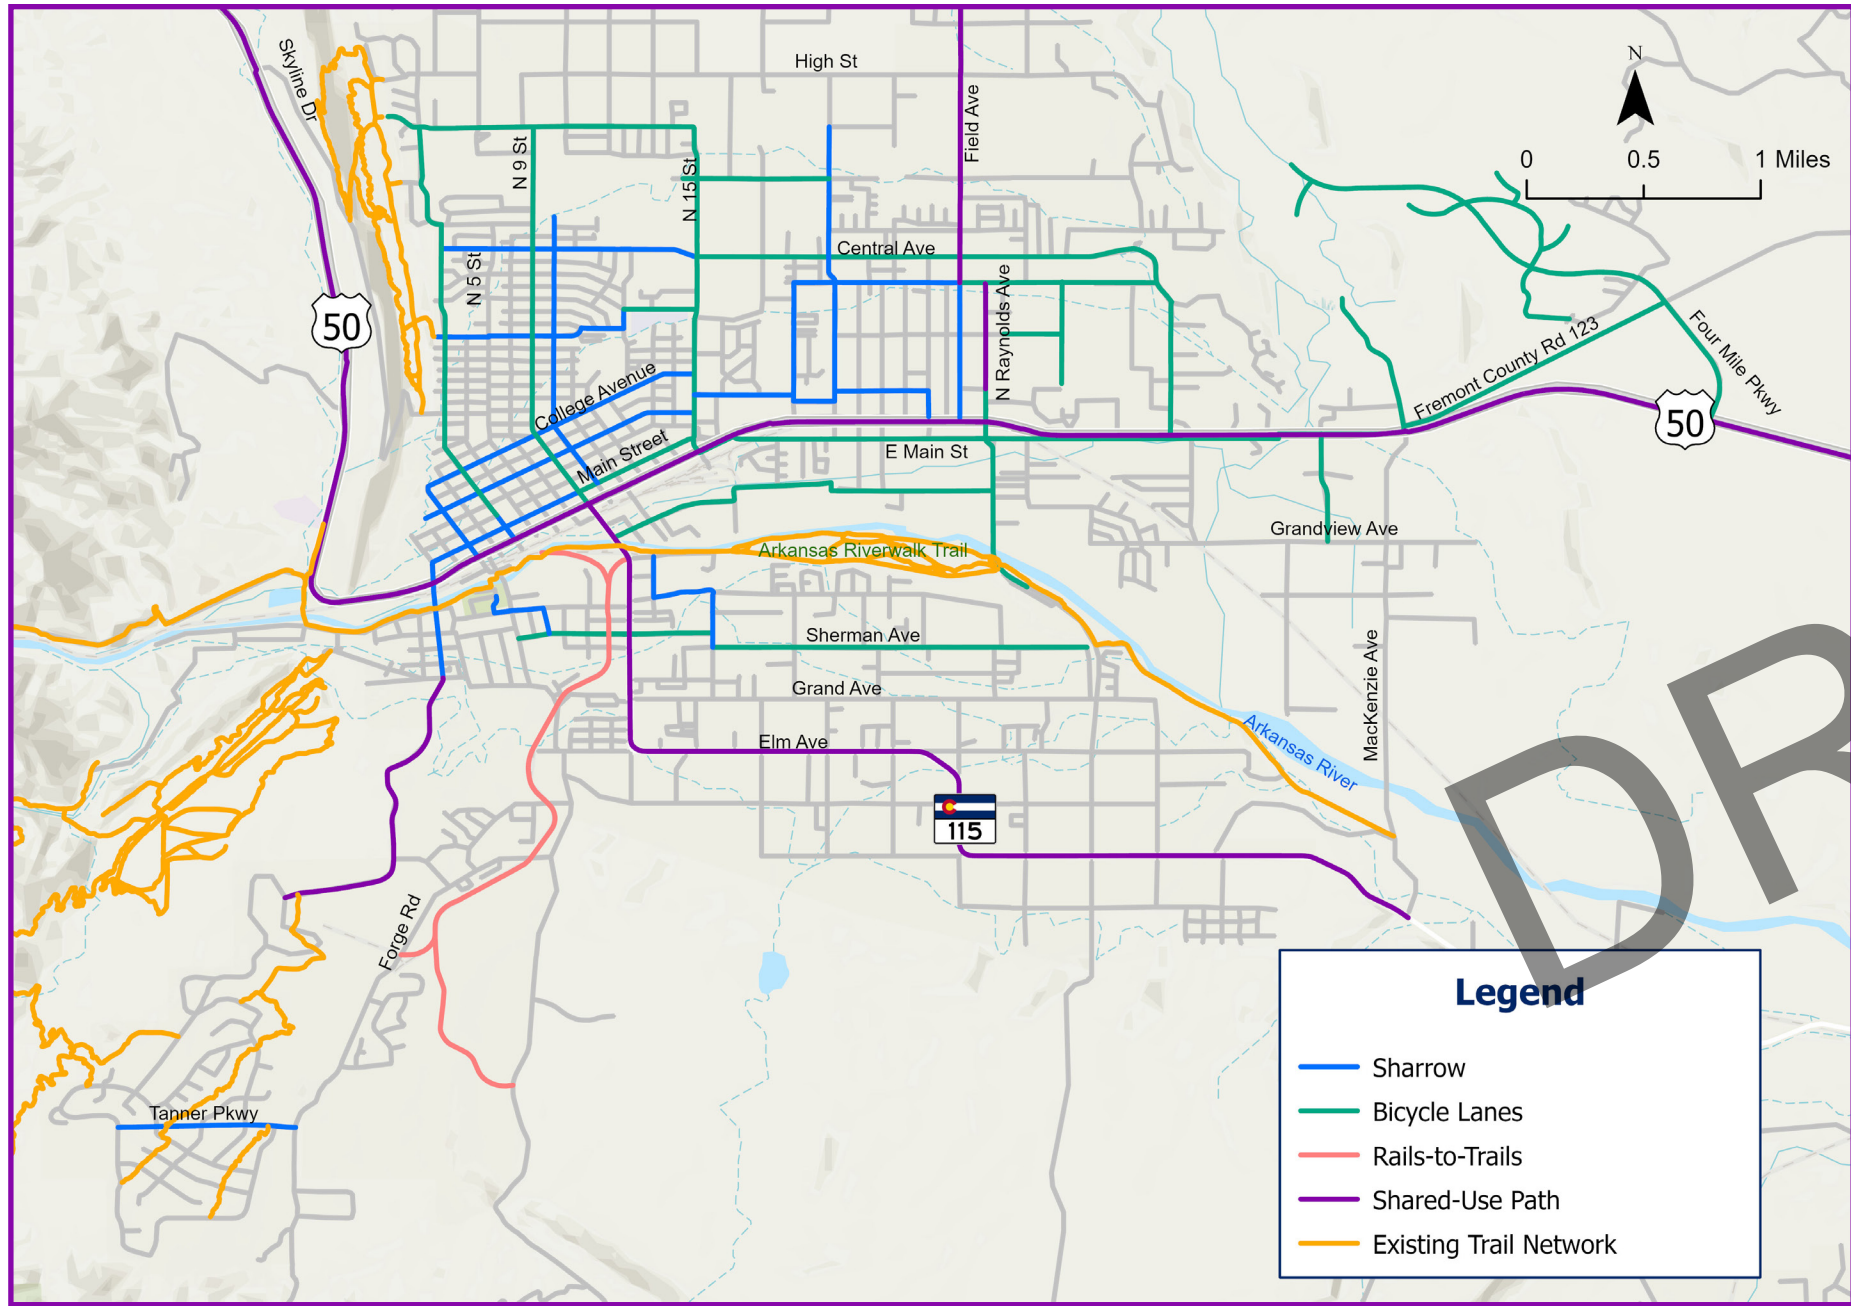 High St
Skyline Dr
Field Ave
N
0 0.5 1 Miles
N 9 St
N 15 St
Central Ave
N 5 St
N Raynolds Ave
50
Four Mile Pkwy
Fremont County Rd 123
College Avenue
50
Main Street
E Main St
Grandview Ave
Arkansas Riverwalk Trail
Sherman Ave
MacKenzie Ave
Grand Ave
Elm Ave
Arkansas River
115
Forge Rd
Tanner Pkwy
DR
Legend
Sharrow
Bicycle Lanes
Rails-to-Trails
Shared-Use Path
Existing Trail Network